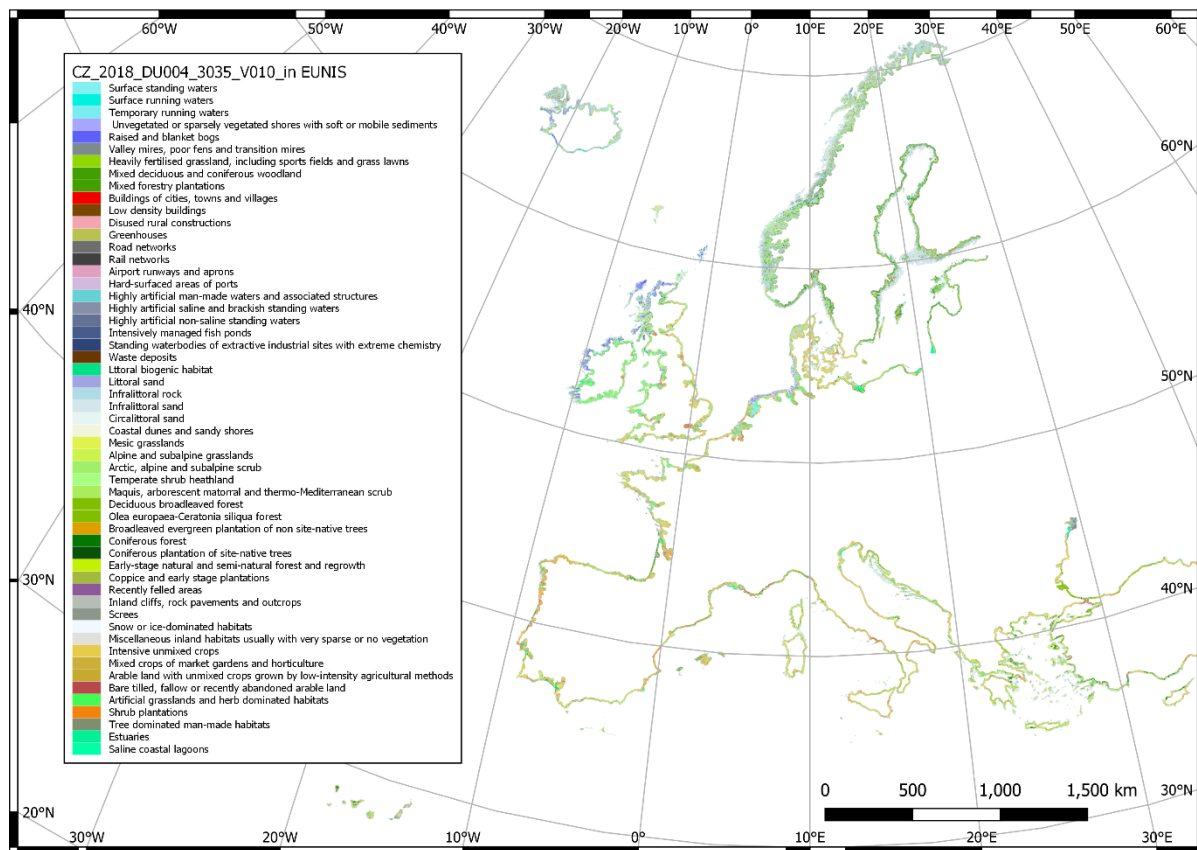 60°W 50°W 40°W 30°W 20°W 10°W 0° 10°E 20°E 30°E 40°E 50°E 60°E
CZ_2018_DU004_3035_V010_in EUNIS
Surface standing waters
Surface running waters
Temporary running waters
Unvegetated or sparsely vegetated shores with soft or mobile sediments
Raised and blanket bogs
Valley mires, poor fens and transition mires
Heavily fertilised grassland, including sports fields and grass lawns
Mixed deciduous and coniferous woodland
Mixed forestry plantations
Buildings of cities, towns and villages
Low density buildings
Disused rural constructions
Greenhouses
Road networks
Rail networks
Airport runways and aprons
Hard-surfaced areas of ports
Highly artificial man-made waters and associated structures
Highly artificial saline and brackish standing waters
Highly artificial non-saline standing waters
Intensively managed fish ponds
Standing waterbodies of extractive industrial sites with extreme chemistry
Waste deposits
Lttoral biogenic habitat
Littoral sand
Infralittoral rock
Infralittoral sand
Circalittoral sand
Coastal dunes and sandy shores
Mesic grasslands
Alpine and subalpine grasslands
Arctic, alpine and subalpine scrub
Temperate shrub heathland
Maquis, arborescent matorral and thermo-Mediterranean scrub
Deciduous broadleaved forest
Olea europaea-Ceratonia siliqua forest
Broadleaved evergreen plantation of non site-native trees
Coniferous forest
Coniferous plantation of site-native trees
Early-stage natural and semi-natural forest and regrowth
Coppice and early stage plantations
Recently felled areas
Inland cliffs, rock pavements and outcrops
Screes
Snow or ice-dominated habitats
Miscellaneous inland habitats usually with very sparse or no vegetation
Intensive unmixed crops
Mixed crops of market gardens and horticulture
Arable land with unmixed crops grown by low-intensity agricultural methods
Bare tilled, fallow or recently abandoned arable land
Artificial grasslands and herb dominated habitats
Shrub plantations
Tree dominated man-made habitats
Estuaries
Saline coastal lagoons
40°N
30°N
20°N
60°N
50°N
40°N
30°N
0 500 1,000 1,500 km
30°W 20°W 10°W 0° 10°E 20°E 30°E